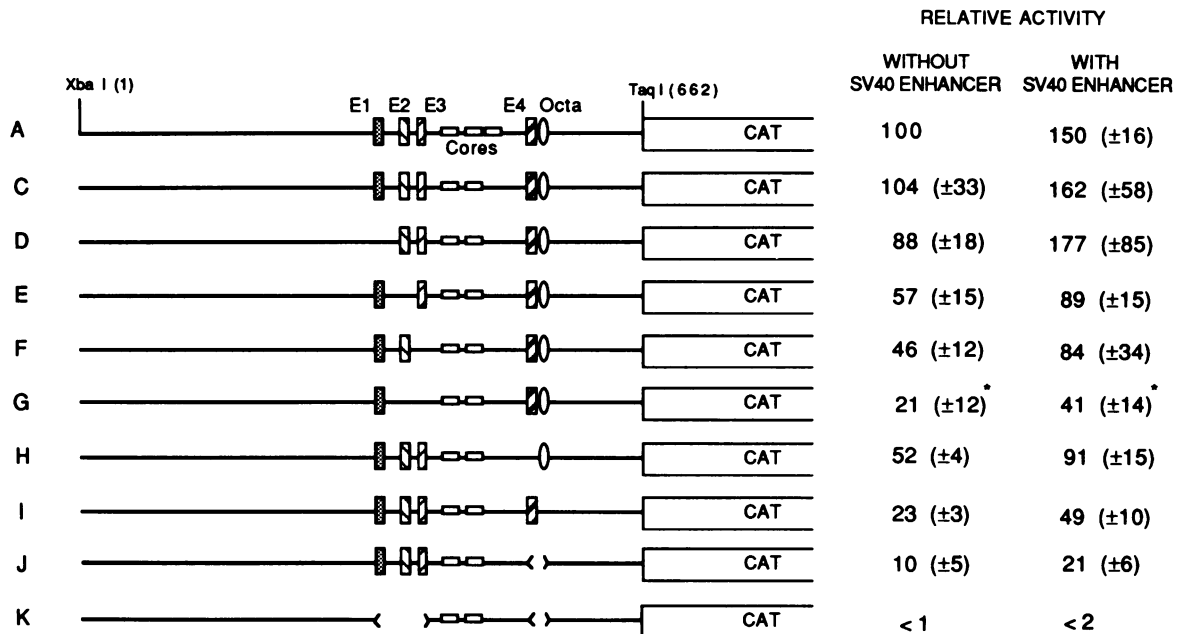 RELATIVE ACTIVITY
WITHOUT SV40 ENHANCER
WITH SV40 ENHANCER
Xba I (1)
E1 E2 E3 E4 Octa
Taq I (662)
A CAT 100 150 (±16)
Cores
C CAT 104 (±33) 162 (±58)
D CAT 88 (±18) 177 (±85)
E CAT 57 (±15) 89 (±15)
F CAT 46 (±12) 84 (±34)
G CAT 21 (±12)* 41 (±14)*
H CAT 52 (±4) 91 (±15)
I CAT 23 (±3) 49 (±10)
J CAT 10 (±5) 21 (±6)
K CAT <1 <2